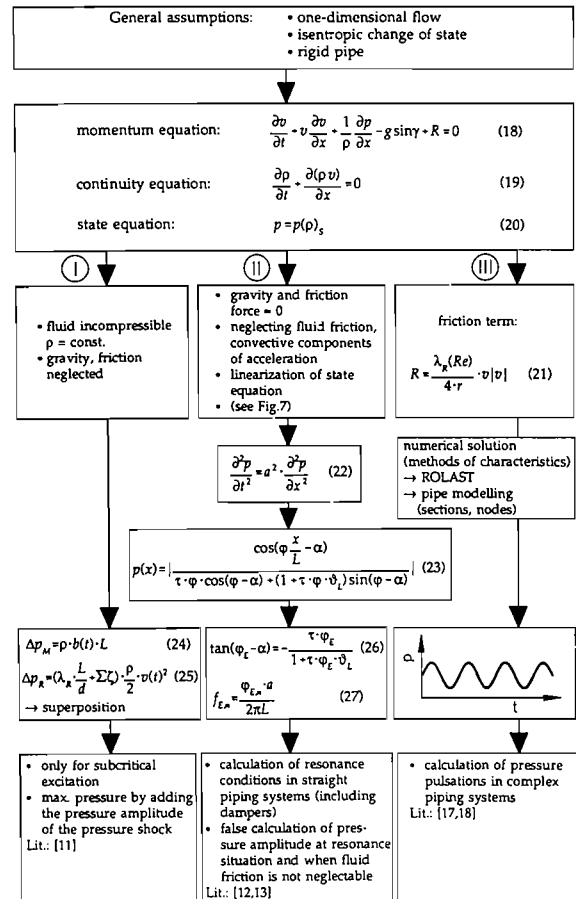 General assumptions: • one-dimensional flow
• isentropic change of state
• rigid pipe
momentum equation: ∂v/∂t + v ∂v/∂x + 1/ρ ∂p/∂x - g sinγ + R = 0 (18)
continuity equation: ∂ρ/∂t + ∂(ρv)/∂x = 0 (19)
state equation: p = p(ρ)s (20)
I
• fluid incompressible
ρ = const.
• gravity, friction
neglected
II
• gravity and friction
force = 0
• neglecting fluid friction,
convective components
of acceleration
• linearization of state
equation
• (see Fig.7)
∂²p/∂t² = a² · ∂²p/∂x² (22)
III
friction term:
R = λR(Re)/(4·r) · v|v| (21)
numerical solution
(methods of characteristics)
→ ROLAST
→ pipe modelling
(sections, nodes)
p(x) = | cos(φ x/L - α) / (τ·φ·cos(φ-α) + (1+τ·φ·ϑL) sin(φ-α)) | (23)
ΔpM = ρ·b(t)·L (24)
ΔpR = (λR · L/d + Σζ) · ρ/2 · v(t)² (25)
→ superposition
tan(φE - α) = - τ·φE / (1+τ·φE·ϑL) (26)
fE,n = φE,n · a / 2πL (27)
p
t
• only for subcritical
excitation
• max. pressure by adding
the pressure amplitude
of the pressure shock
Lit.: [11]
• calculation of resonance
conditions in straight
piping systems (including
dampers)
• false calculation of pres-
sure amplitude at resonance
situation and when fluid
friction is not neglectable
Lit.: [12,13]
• calculation of pressure
pulsations in complex
piping systems
Lit.: [17,18]